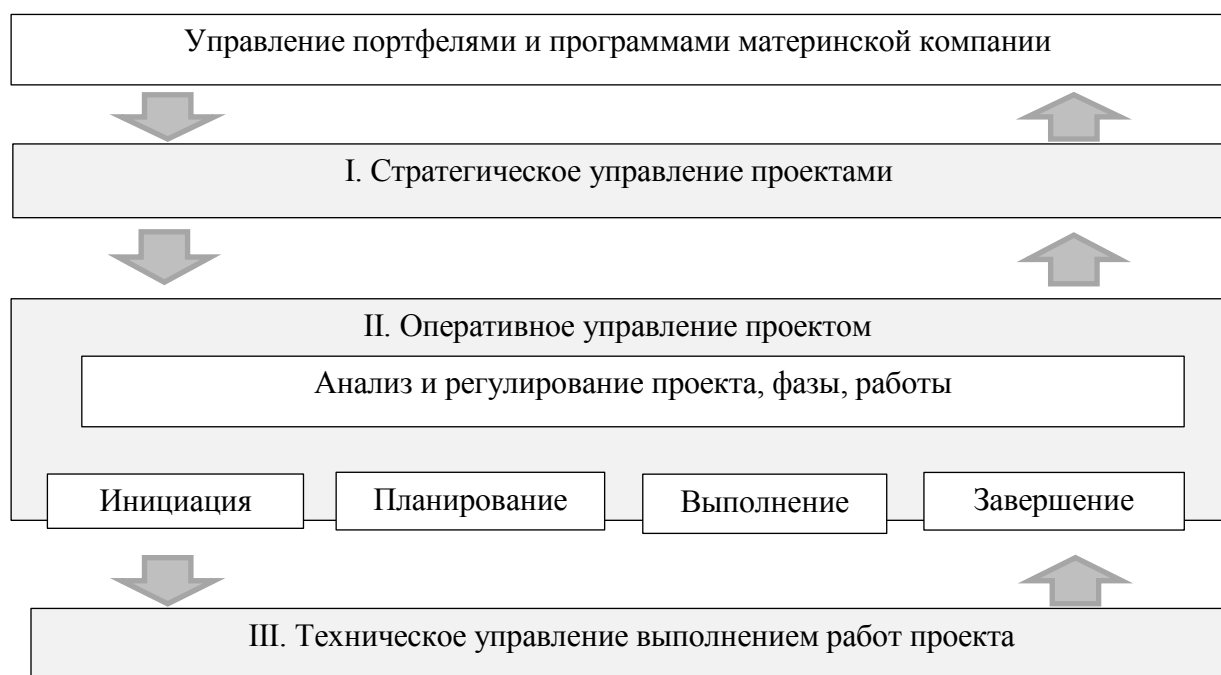 Управление портфелями и программами материнской компании
I. Стратегическое управление проектами
II. Оперативное управление проектом
Анализ и регулирование проекта, фазы, работы
Инициация
Планирование
Выполнение
Завершение
III. Техническое управление выполнением работ проекта